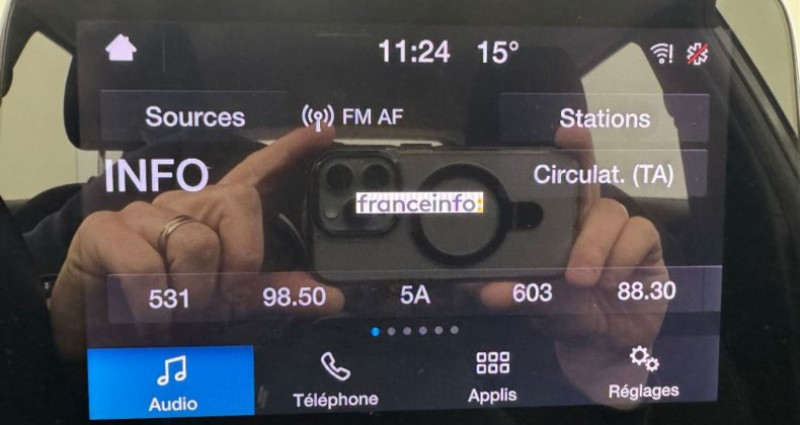 11:24 15°
Sources FM AF Stations
INFO Circulat. (TA)
franceinfo:
531 98.50 5A 603 88.30
Audio Téléphone Applis Réglages